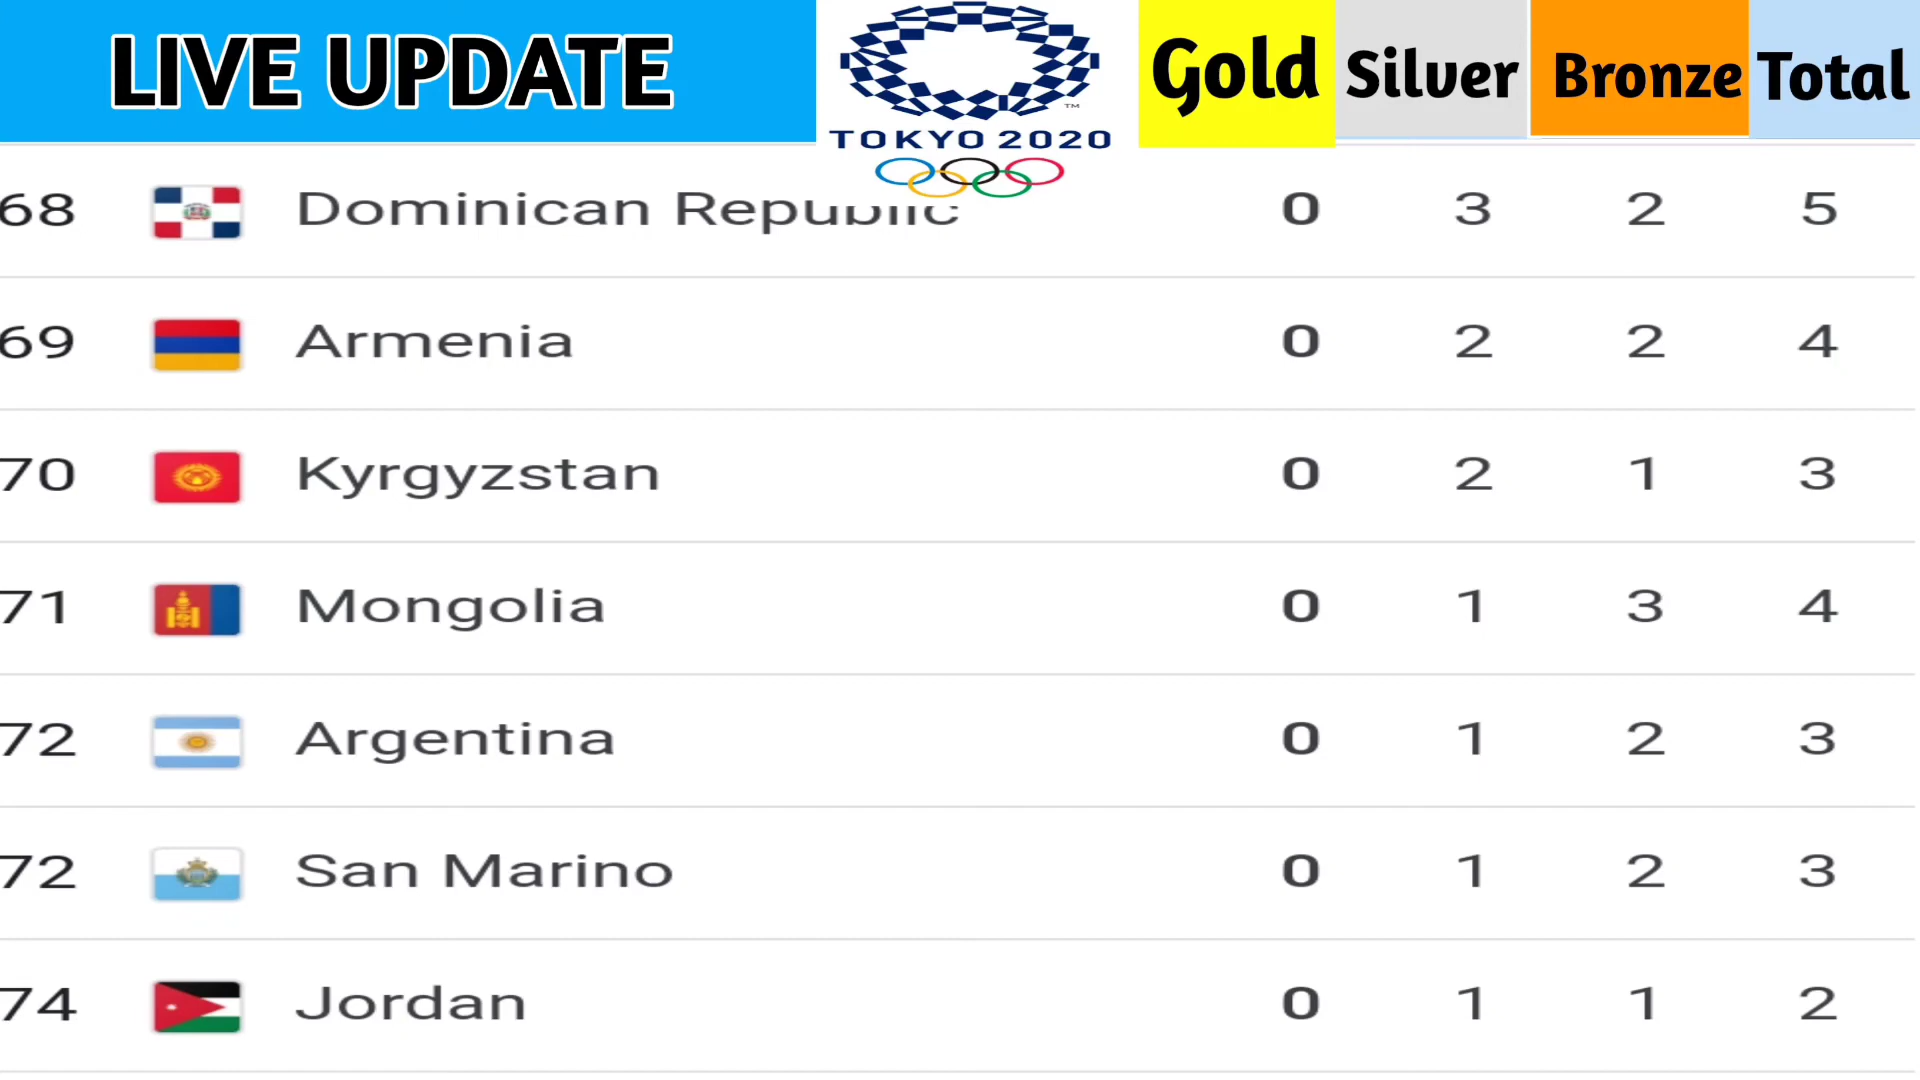 LIVE UPDATE
TM
TOKYO 2020
Gold Silver Bronze Total
68 Dominican Republic 0 3 2 5
69 Armenia 0 2 2 4
70 Kyrgyzstan 0 2 1 3
71 Mongolia 0 1 3 4
72 Argentina 0 1 2 3
72 San Marino 0 1 2 3
74 Jordan 0 1 1 2